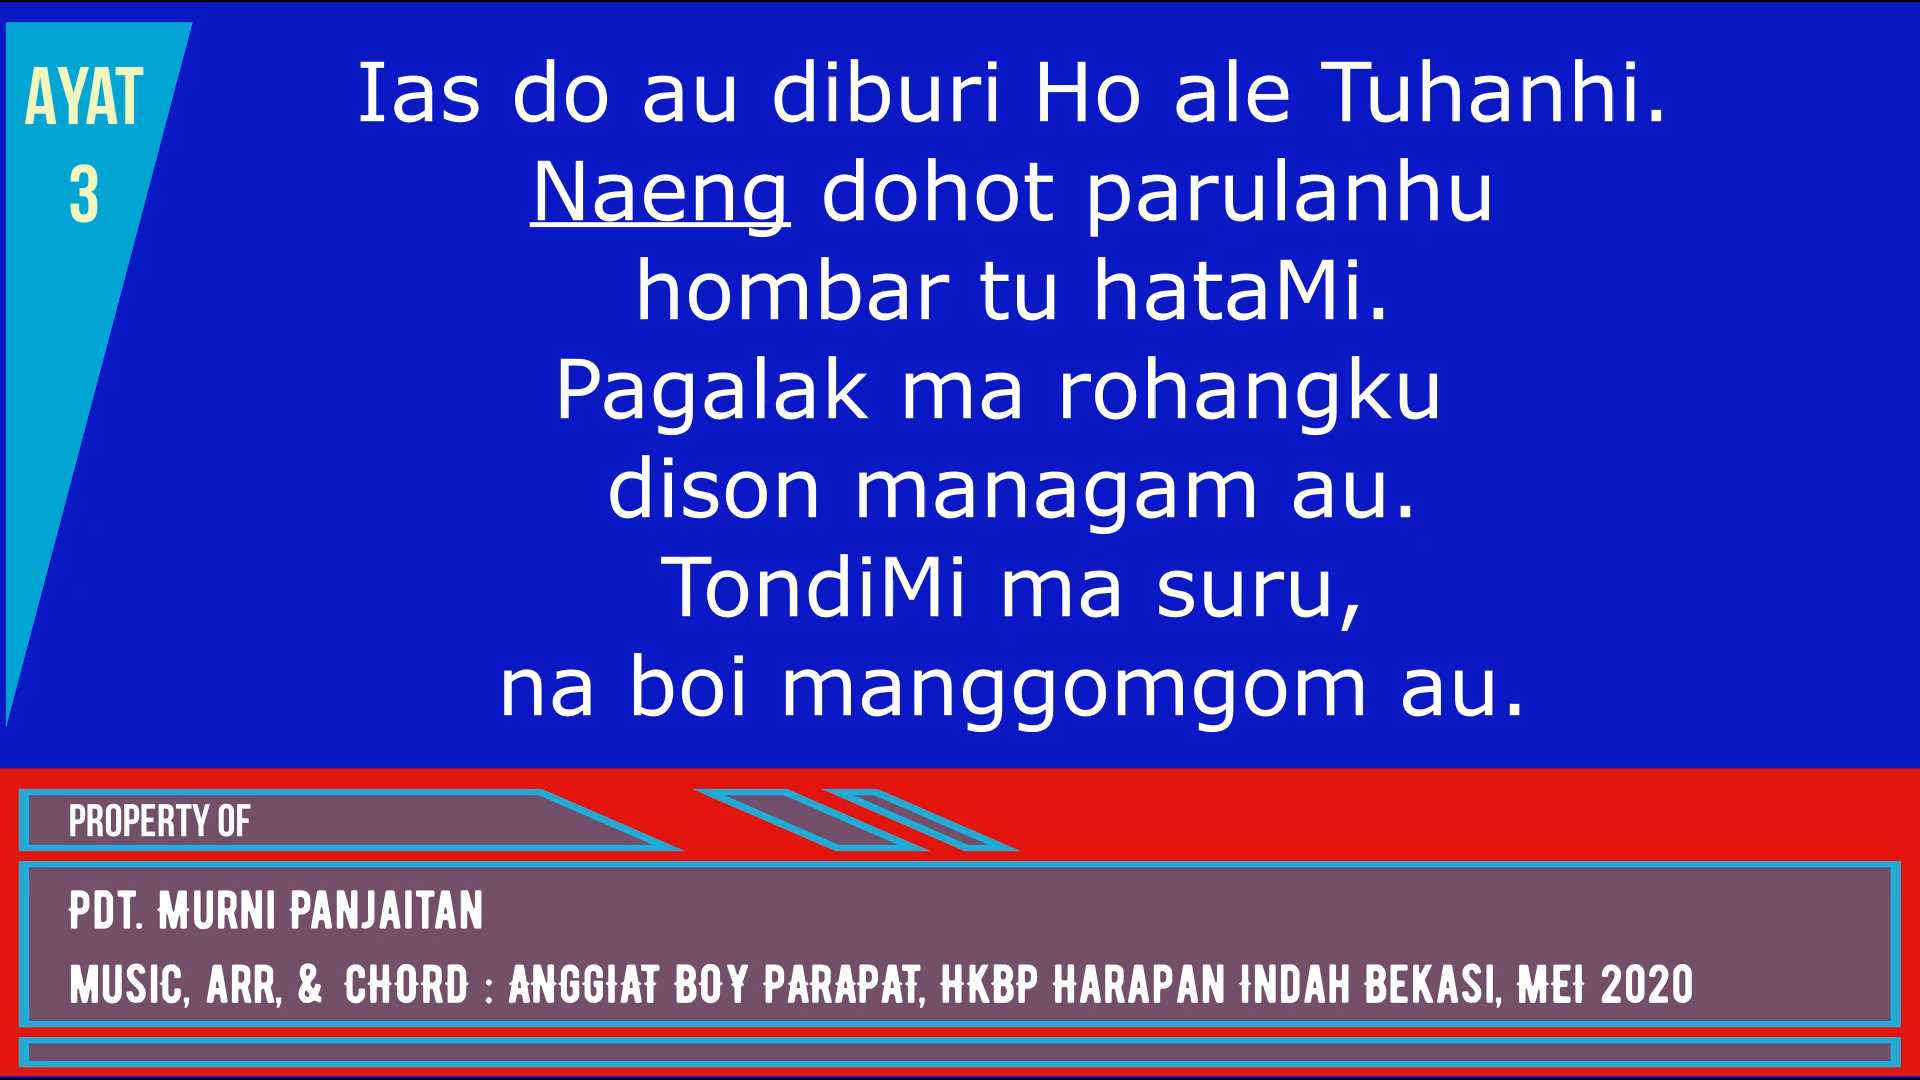 AYAT
3
Ias do au diburi Ho ale Tuhanhi.
Naeng dohot parulanhu
hombar tu hataMi.
Pagalak ma rohangku
dison managam au.
TondiMi ma suru,
na boi manggomgom au.
PROPERTY OF
PDT. MURNI PANJAITAN
MUSIC, ARR, & CHORD : ANGGIAT BOY PARAPAT, HKBP HARAPAN INDAH BEKASI, MEI 2020